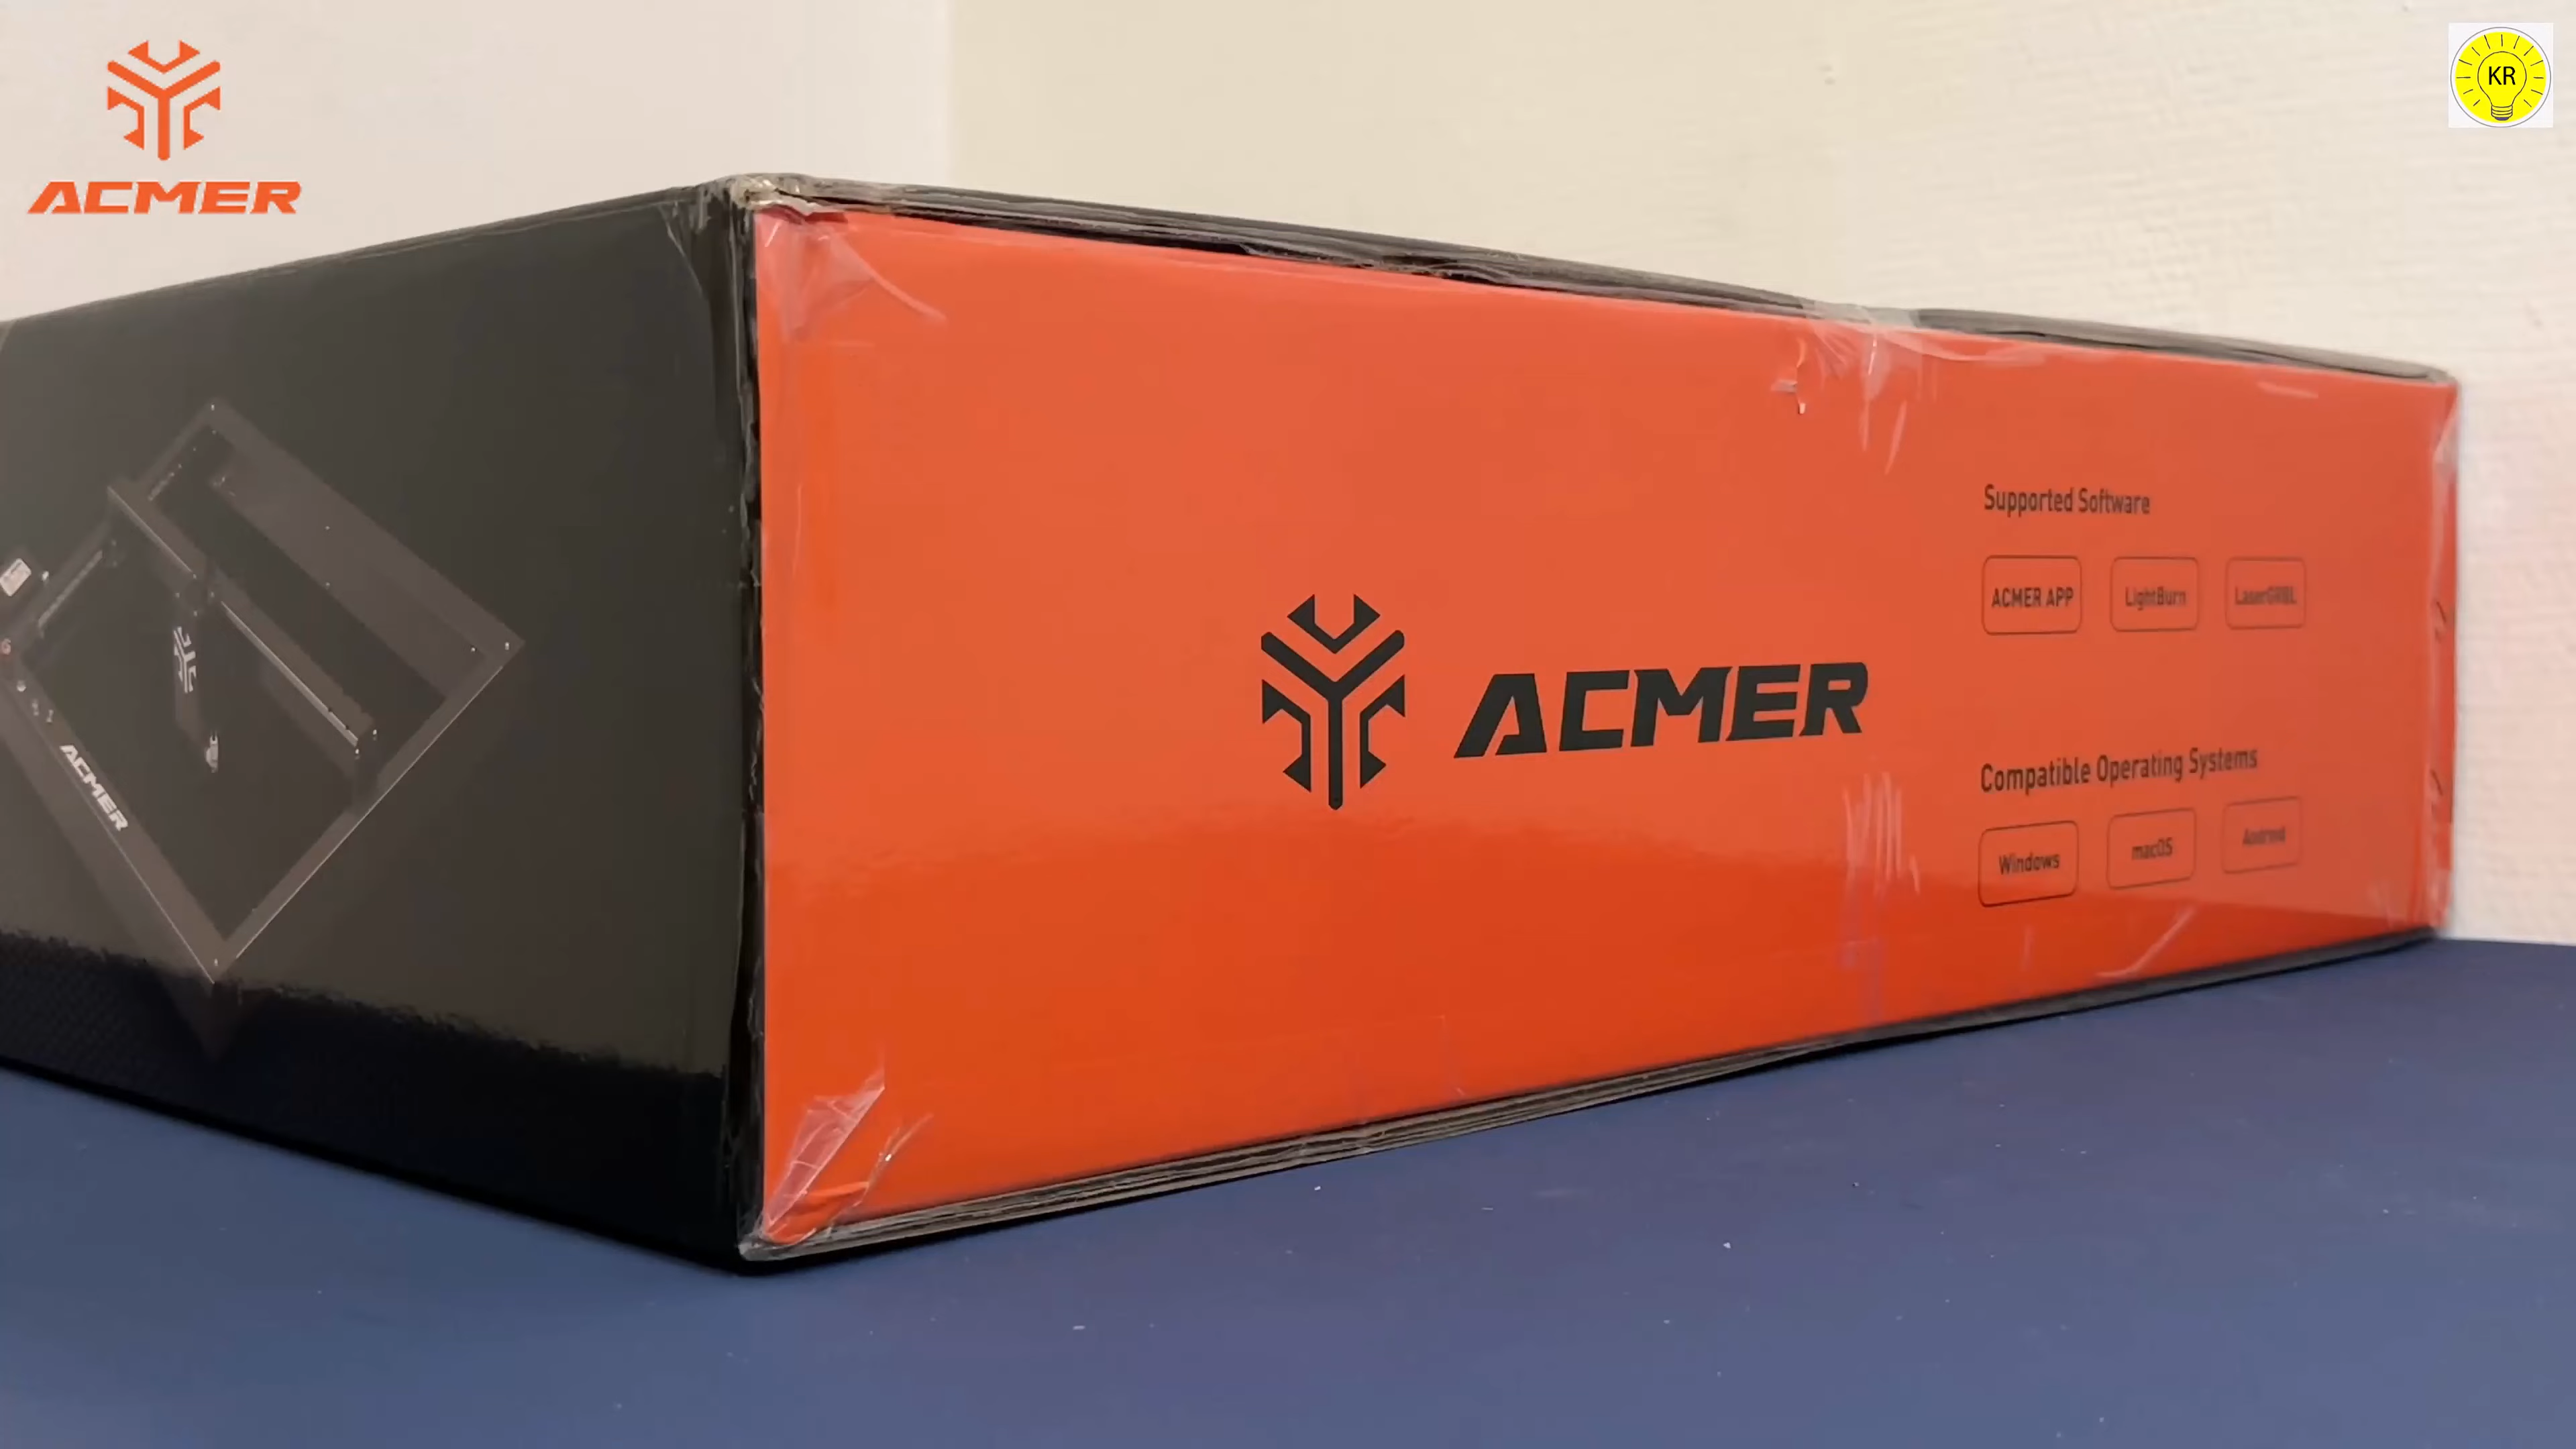 ACMER
KR
Supported Software
ACMER APP LightBurn LaserGRBL
ACMER
ACMER
Compatible Operating Systems
Windows macOS Android